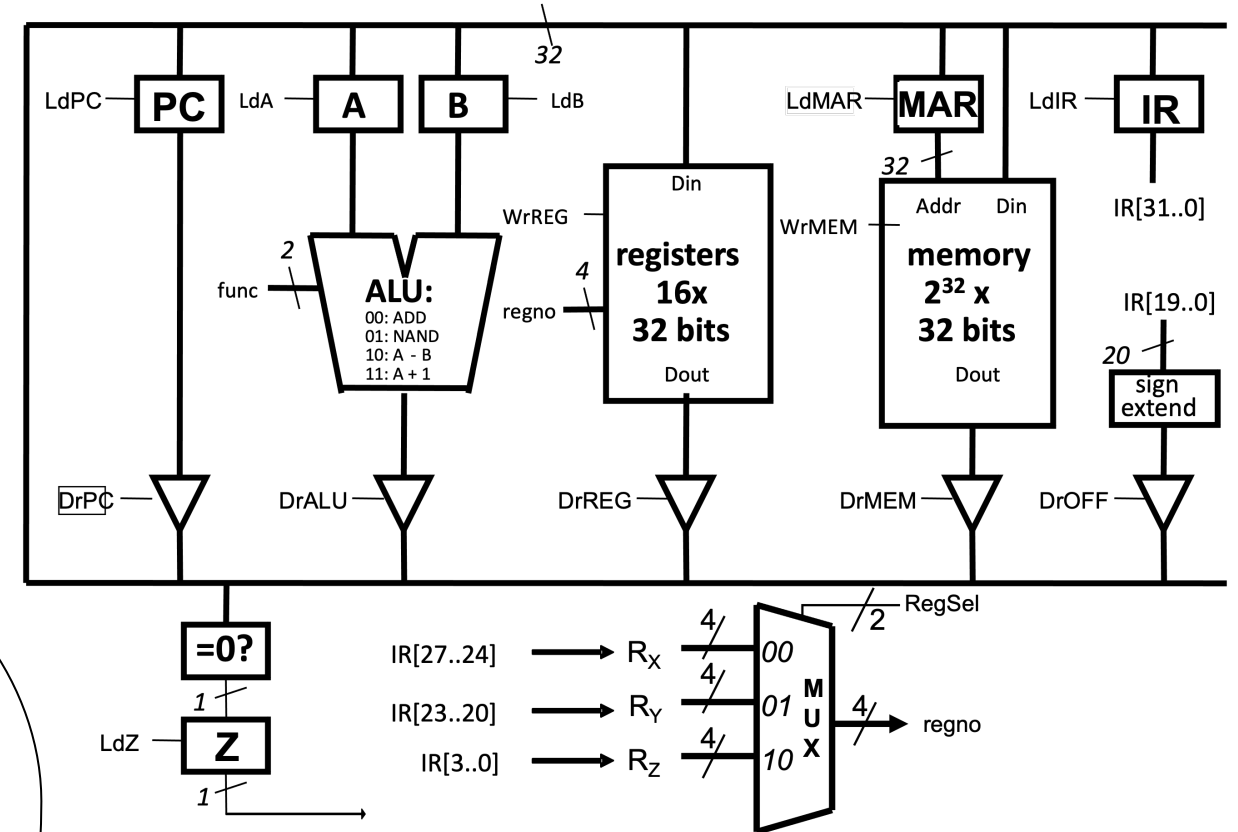 32
LdPC
PC
LdA
A
B
LdB
LdMAR
MAR
LdIR
IR
32
IR[31..0]
2
func
ALU:
00: ADD
01: NAND
10: A - B
11: A + 1
WrREG
4
regno
Din
registers
16x
32 bits
Dout
WrMEM
Addr Din
memory
2³² x
32 bits
Dout
IR[19..0]
20
sign
extend
DrPC
DrALU
DrREG
DrMEM
DrOFF
=0?
1
LdZ
Z
1
RegSel
2
IR[27..24] RX 4 00
IR[23..20] RY 4 01
IR[3..0] RZ 4 10
M
U
X
4
regno